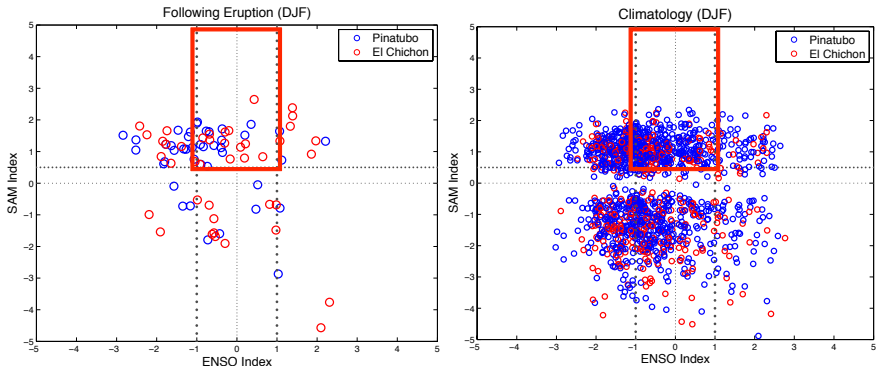 Following Eruption (DJF)
Pinatubo
El Chichon
5
4
3
2
1
0
−1
−2
−3
−4
−5
SAM Index
−5 −4 −3 −2 −1 0 1 2 3 4 5
ENSO Index
Climatology (DJF)
Pinatubo
El Chichon
5
4
3
2
1
0
−1
−2
−3
−4
−5
SAM Index
−5 −4 −3 −2 −1 0 1 2 3 4 5
ENSO Index